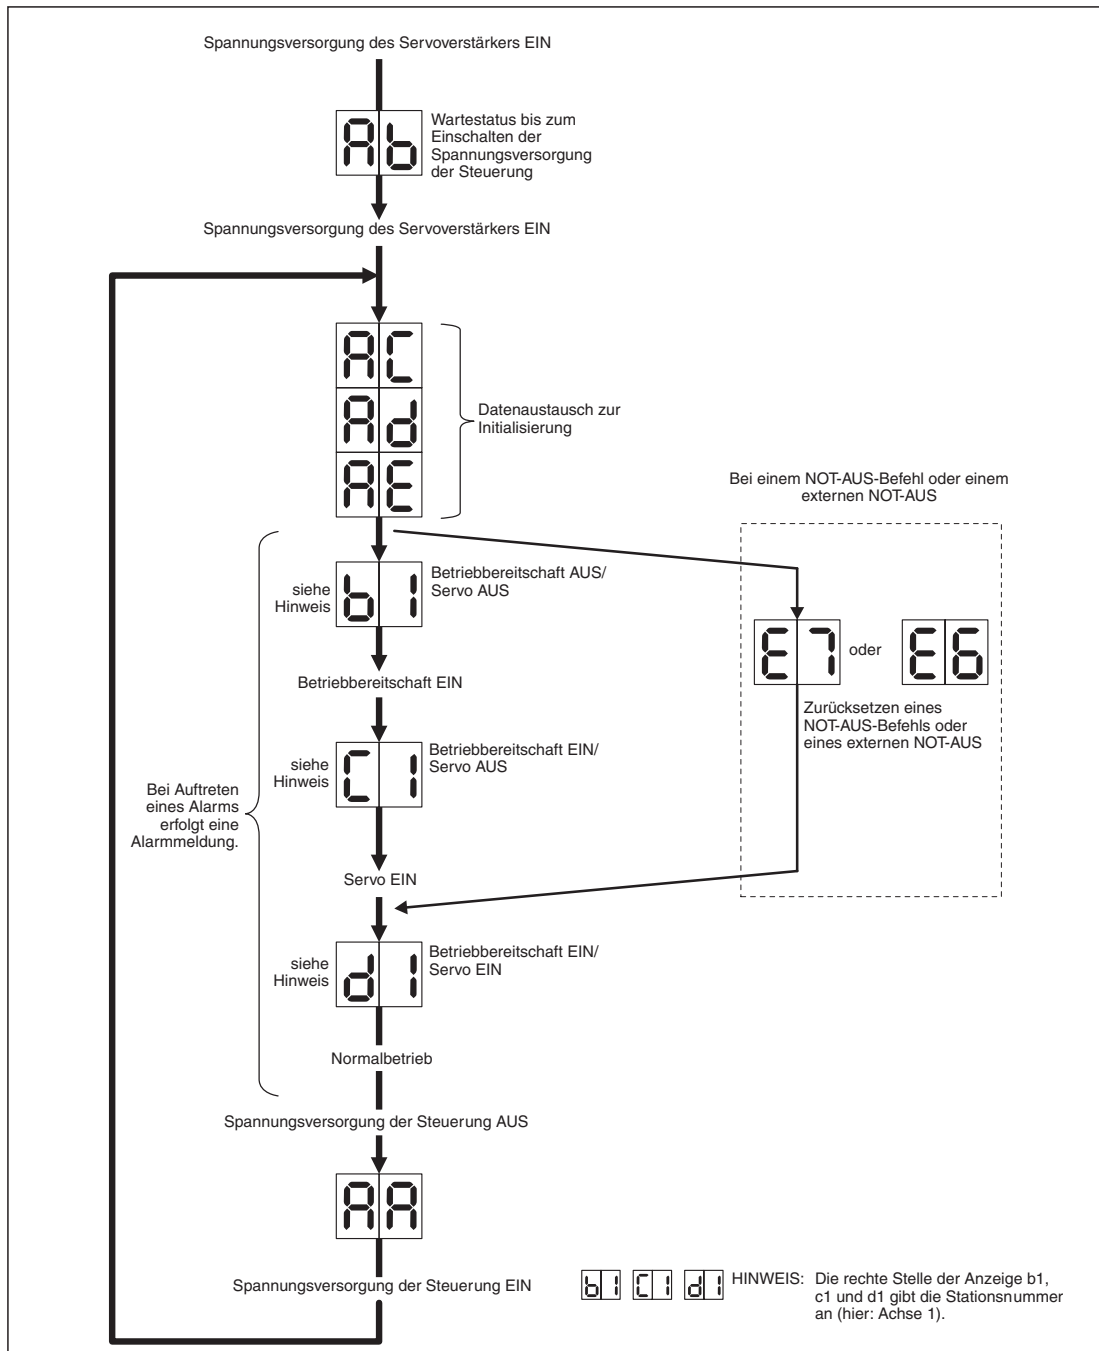 Spannungsversorgung des Servoverstärkers EIN
Ab
Wartestatus bis zum
Einschalten der
Spannungsversorgung
der Steuerung
Spannungsversorgung des Servoverstärkers EIN
AC
Ad
AE
Datenaustausch zur
Initialisierung
Bei einem NOT-AUS-Befehl oder einem
externen NOT-AUS
siehe
Hinweis
b1
Betriebbereitschaft AUS/
Servo AUS
E7
oder
E6
Betriebbereitschaft EIN
Zurücksetzen eines
NOT-AUS-Befehls oder
eines externen NOT-AUS
siehe
Hinweis
C1
Betriebbereitschaft EIN/
Servo AUS
Bei Auftreten
eines Alarms
erfolgt eine
Alarmmeldung.
Servo EIN
siehe
Hinweis
d1
Betriebbereitschaft EIN/
Servo EIN
Normalbetrieb
Spannungsversorgung der Steuerung AUS
AA
Spannungsversorgung der Steuerung EIN
b1 C1 d1 HINWEIS: Die rechte Stelle der Anzeige b1,
c1 und d1 gibt die Stationsnummer
an (hier: Achse 1).